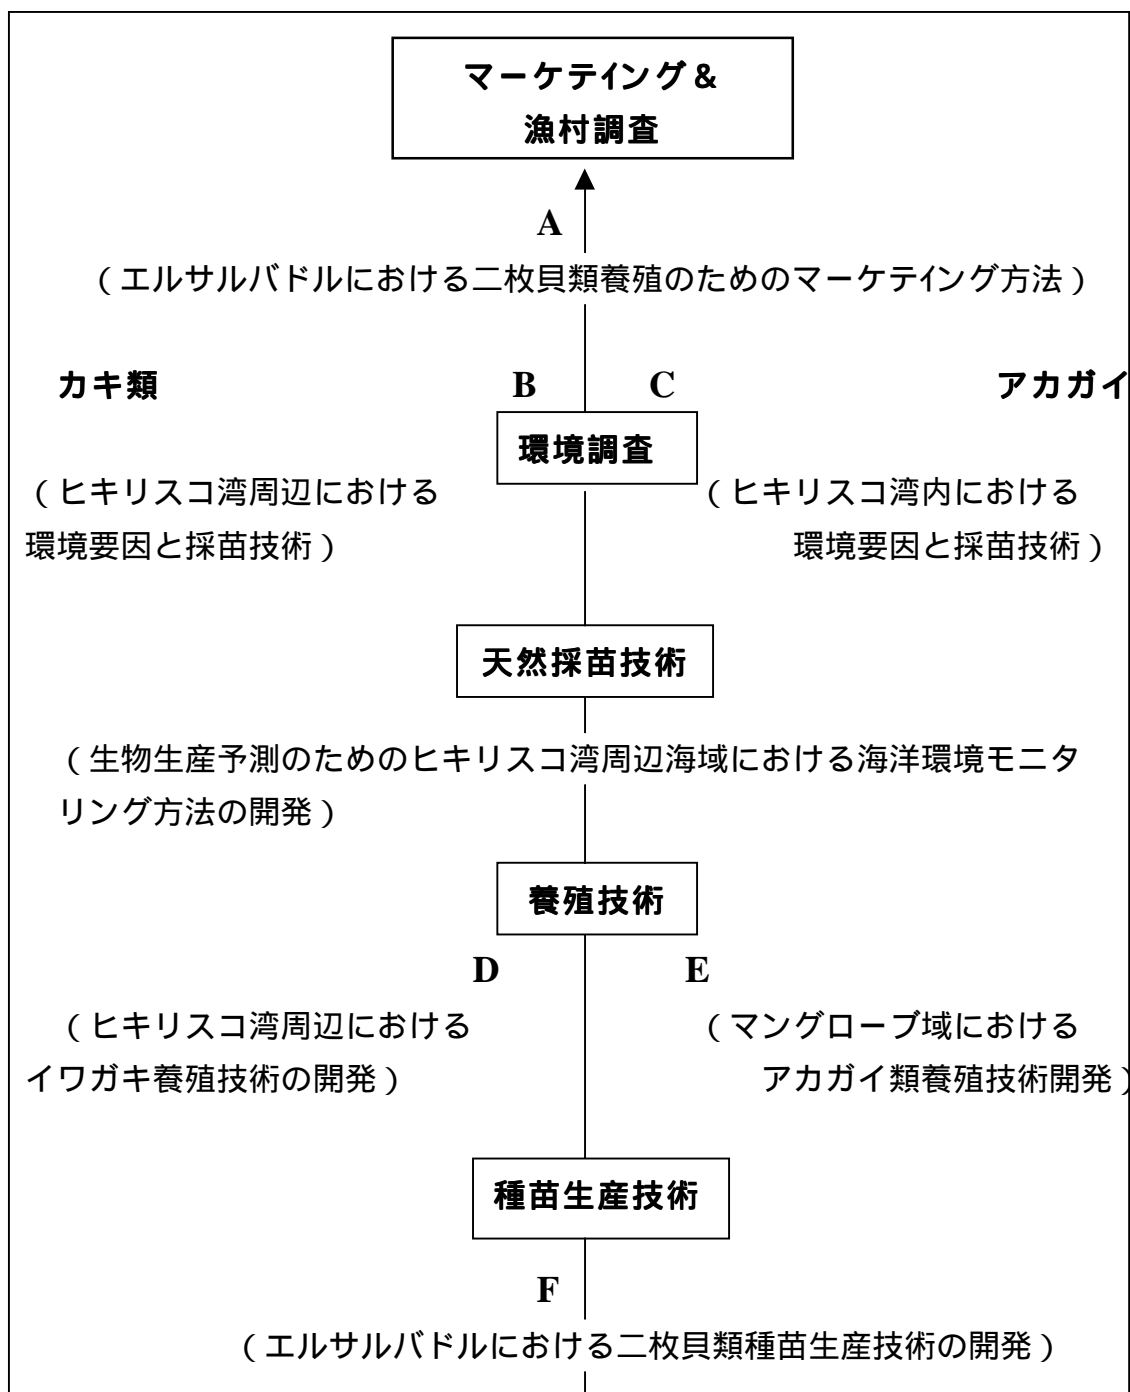 マーケテイング&
漁村調査
A
(エルサルバドルにおける二枚貝類養殖のためのマーケテイング方法)
カキ類 B C アカガイ
環境調査
(ヒキリスコ湾周辺における
環境要因と採苗技術)
(ヒキリスコ湾内における
環境要因と採苗技術)
天然採苗技術
(生物生産予測のためのヒキリスコ湾周辺海域における海洋環境モニタ
リング方法の開発)
養殖技術
D E
(ヒキリスコ湾周辺における
イワガキ養殖技術の開発)
(マングローブ域における
アカガイ類養殖技術開発)
種苗生産技術
F
(エルサルバドルにおける二枚貝類種苗生産技術の開発)